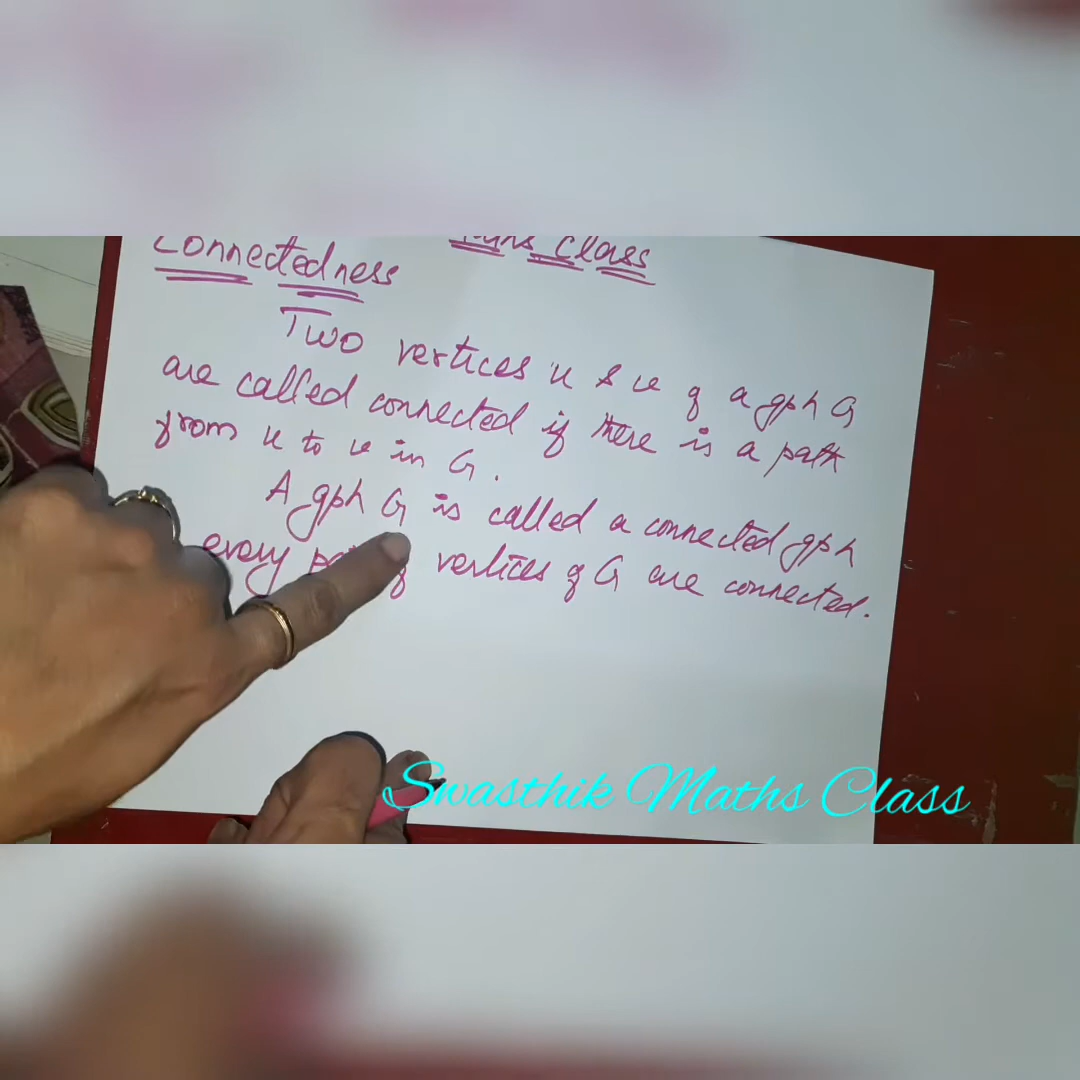 Connectedness
Class
Two vertices u & v of a gph G
are called connected if there is a path
from u to v in G.
A gph G is called a connected gph
every of vertices of G are connected.
Swasthik Maths Class